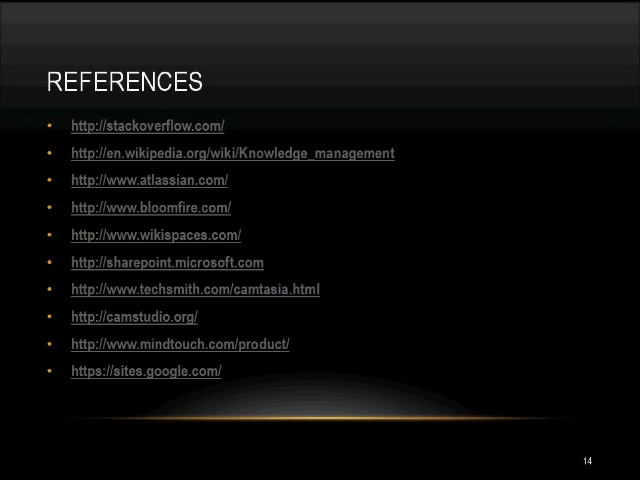 REFERENCES
• http://stackoverflow.com/
• http://en.wikipedia.org/wiki/Knowledge_management
• http://www.atlassian.com/
• http://www.bloomfire.com/
• http://www.wikispaces.com/
• http://sharepoint.microsoft.com
• http://www.techsmith.com/camtasia.html
• http://camstudio.org/
• http://www.mindtouch.com/product/
• https://sites.google.com/
14